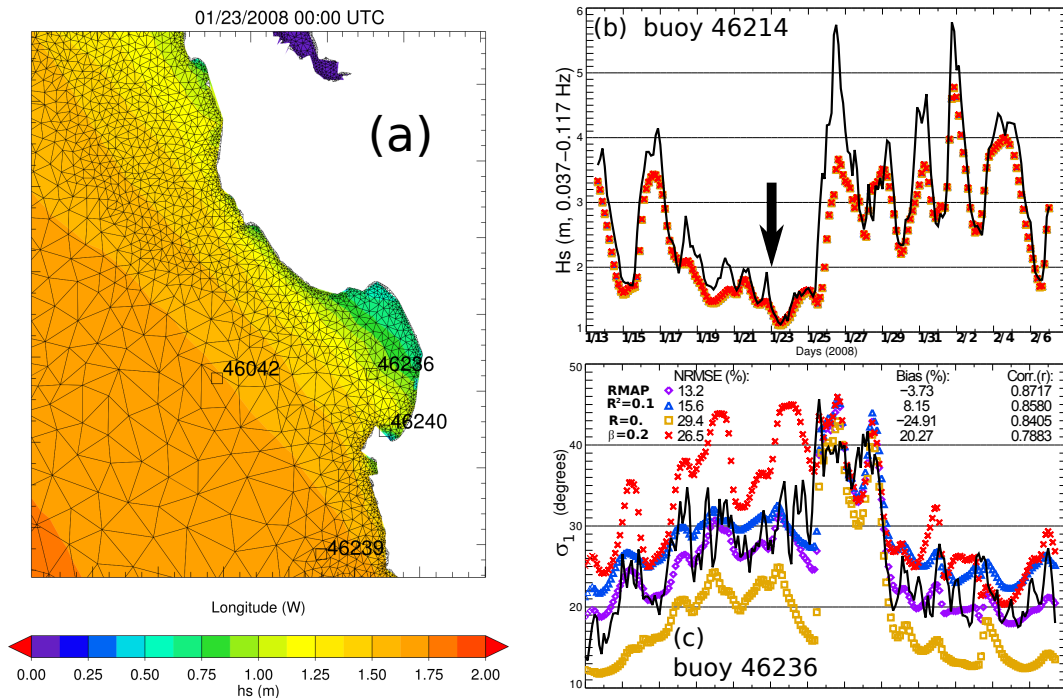 01/23/2008 00:00 UTC
(a)
46042
46236
46240
46239
Longitude (W)
0.00 0.25 0.50 0.75 1.00 1.25 1.50 1.75 2.00
hs (m)
(b) buoy 46214
Hs (m, 0.037−0.117 Hz)
6
5
4
3
2
1
1/13 1/15 1/17 1/19 1/21 1/23 1/25 1/27 1/29 1/31 2/2 2/4 2/6
Days (2008)
σ1 (degrees)
50
40
30
20
10
NRMSE (%): Bias (%): Corr.(r):
RMAP 13.2 −3.73 0.8717
R²=0.1 15.6 8.15 0.8580
R=0. 29.4 −24.91 0.8405
β=0.2 26.5 20.27 0.7883
(c)
buoy 46236